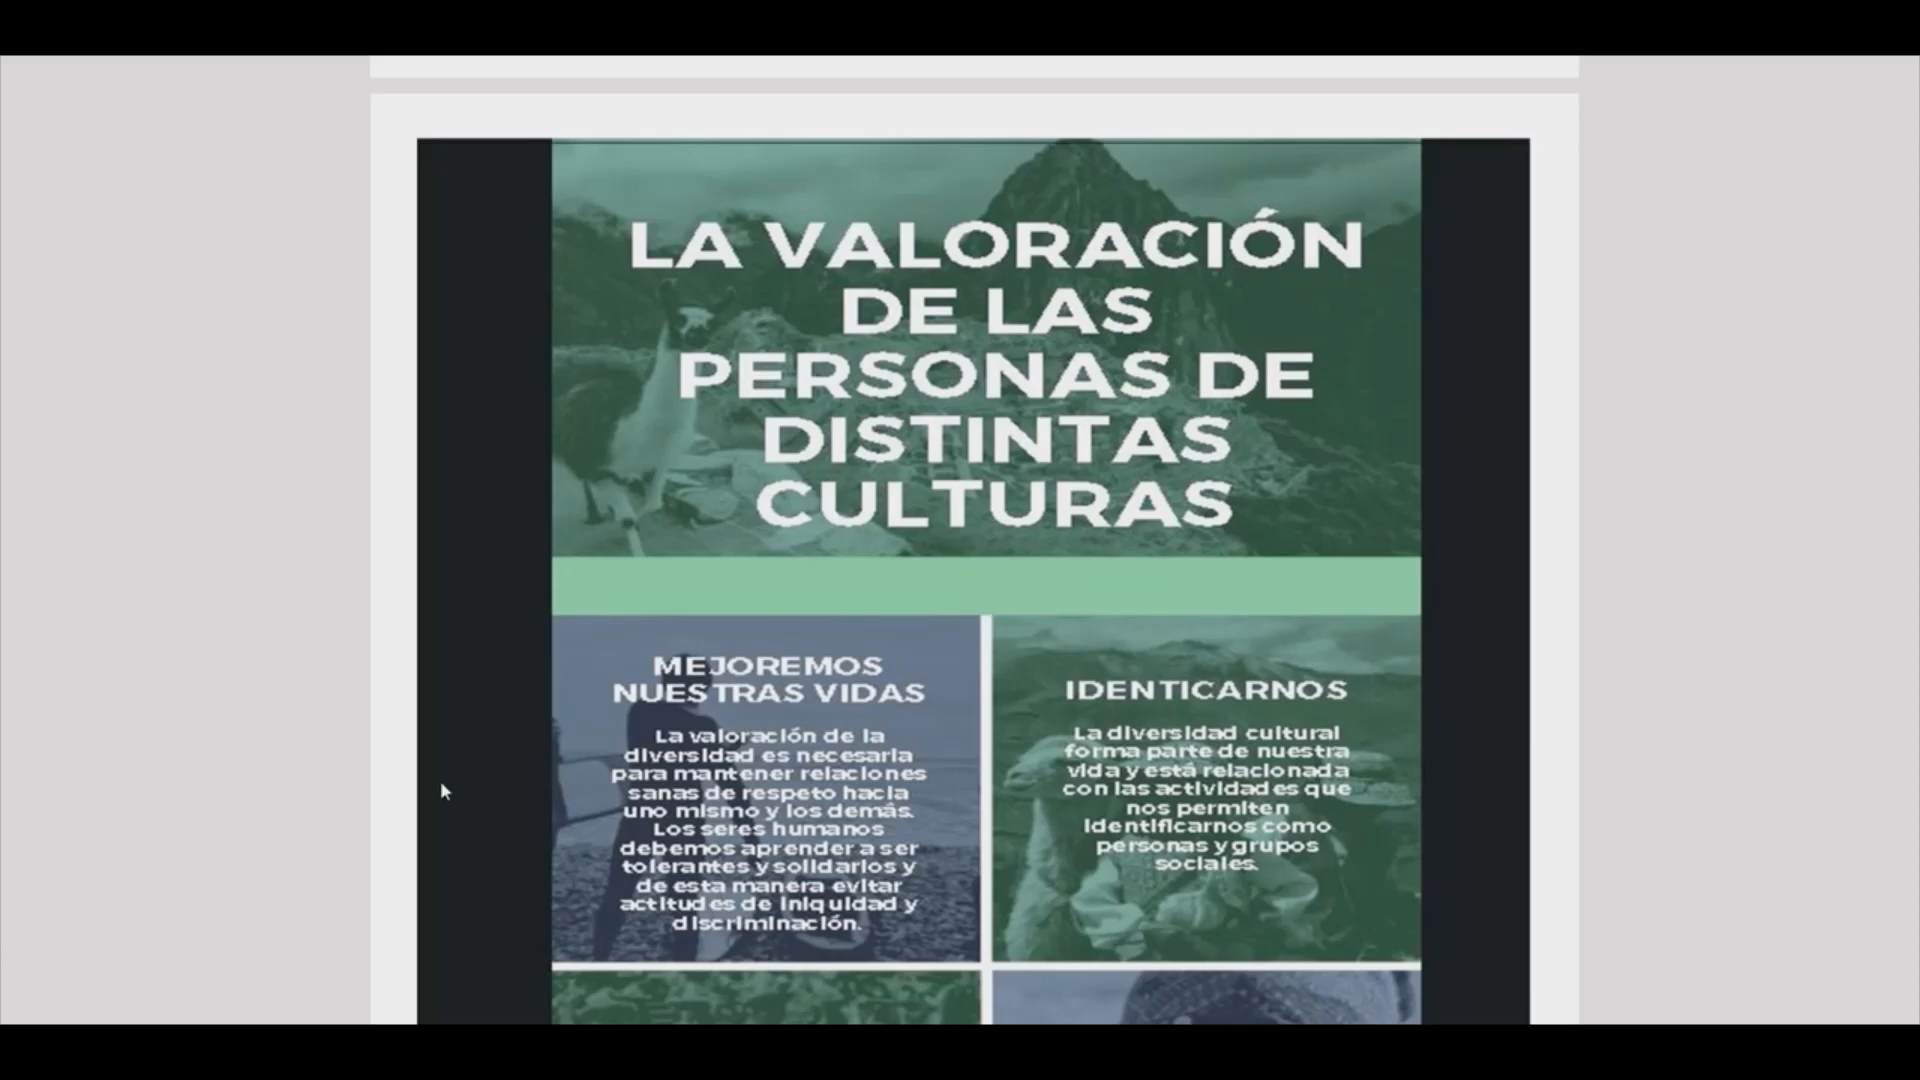 LA VALORACIÓN
DE LAS
PERSONAS DE
DISTINTAS
CULTURAS
MEJOREMOS
NUESTRAS VIDAS
La valoración de la
diversidad es necesaria
para mantener relaciones
sanas de respeto hacia
uno mismo y los demás.
Los seres humanos
debemos aprender a ser
tolerantes y solidarios y
de esta manera evitar
actitudes de iniquidad y
discriminación.
IDENTICARNOS
La diversidad cultural
forma parte de nuestra
vida y está relacionada
con las actividades que
nos permiten
identificarnos como
personas y grupos
sociales.